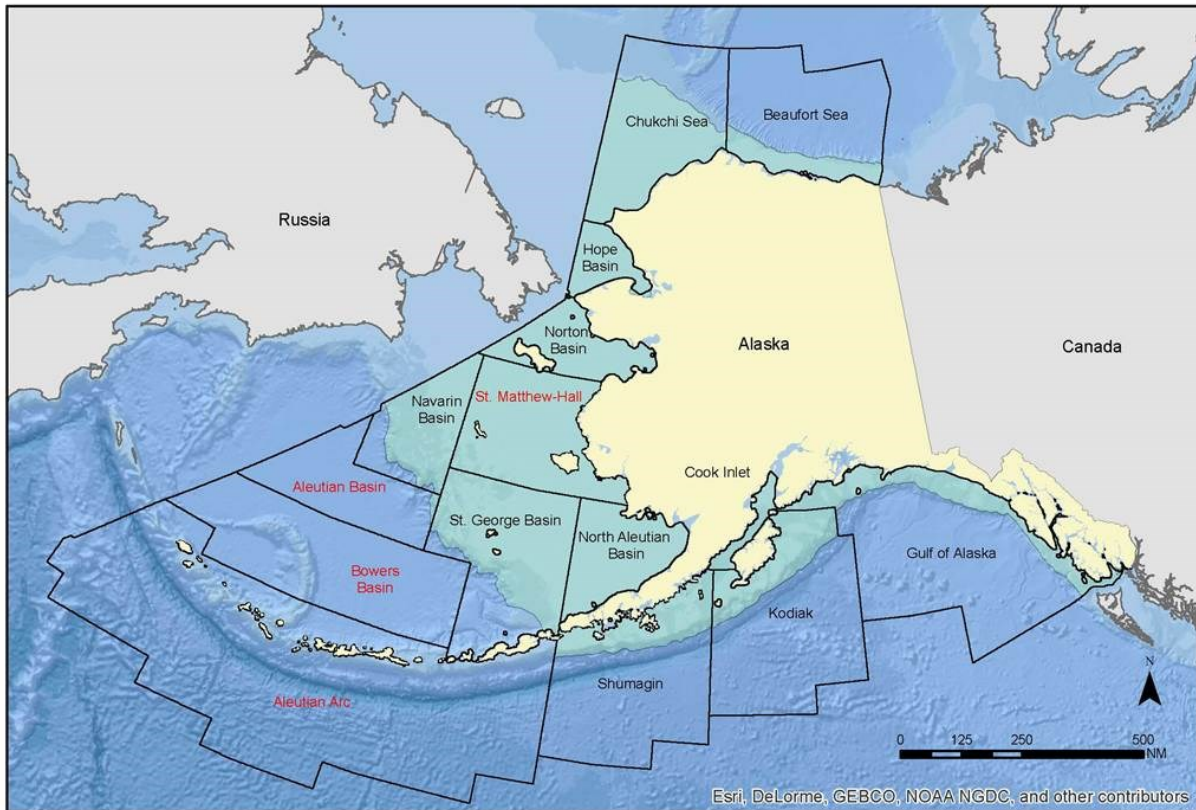 Chukchi Sea
Beaufort Sea
Russia
Hope
Basin
Norton
Basin
Alaska
Canada
Navarin
Basin
St. Matthew-Hall
Aleutian Basin
Cook Inlet
St. George Basin
North Aleutian
Basin
Gulf of Alaska
Bowers
Basin
Kodiak
Shumagin
Aleutian Arc
N
0
125
250
500
NM
Esri, DeLorme, GEBCO, NOAA NGDC, and other contributors